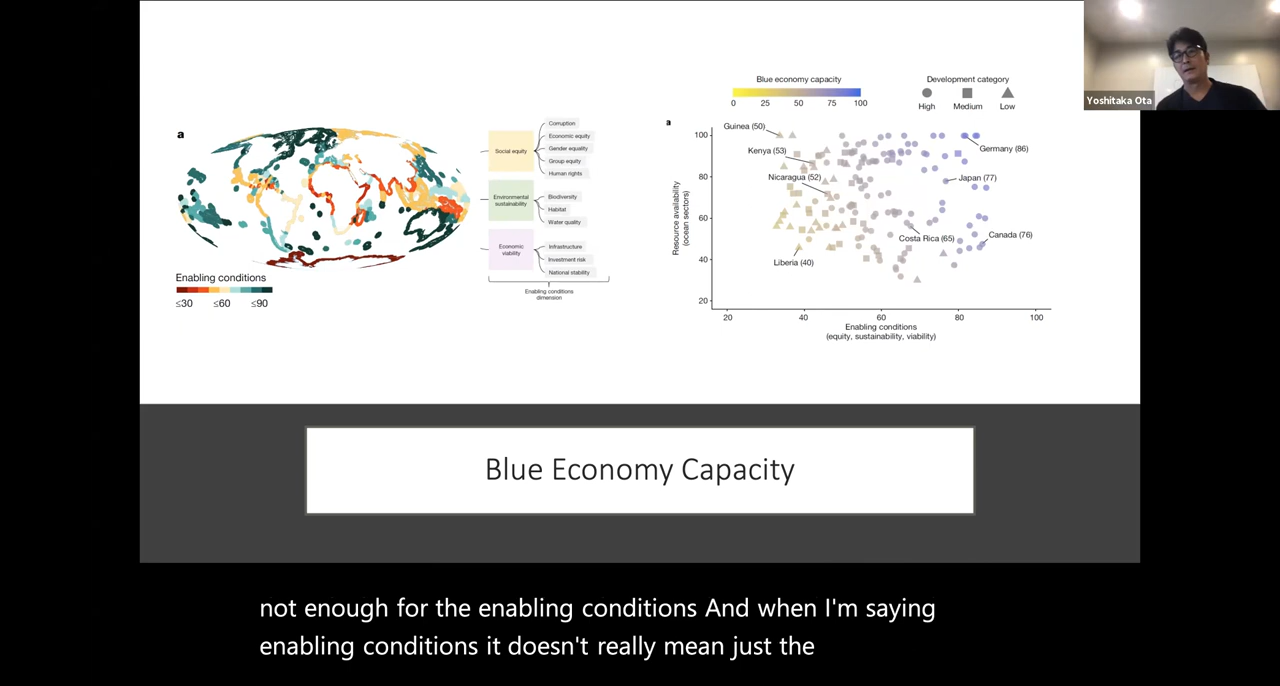 Yoshitaka Ota
a
Enabling conditions
≤30 ≤60 ≥90
Social equity
Corruption
Economic equity
Gender equality
Group equity
Human rights
Environmental
sustainability
Biodiversity
Habitat
Water quality
Economic
viability
Infrastructure
Investment risk
National stability
Enabling conditions
dimension
Blue economy capacity
0 25 50 75 100
Development category
High Medium Low
a
Resource availability
(ocean sectors)
100
80
60
40
20
Guinea (50)
Kenya (53)
Nicaragua (52)
Liberia (40)
Germany (86)
Japan (77)
Costa Rica (65)
Canada (76)
20 40 60 80 100
Enabling conditions
(equity, sustainability, viability)
Blue Economy Capacity
not enough for the enabling conditions And when I'm saying
enabling conditions it doesn't really mean just the